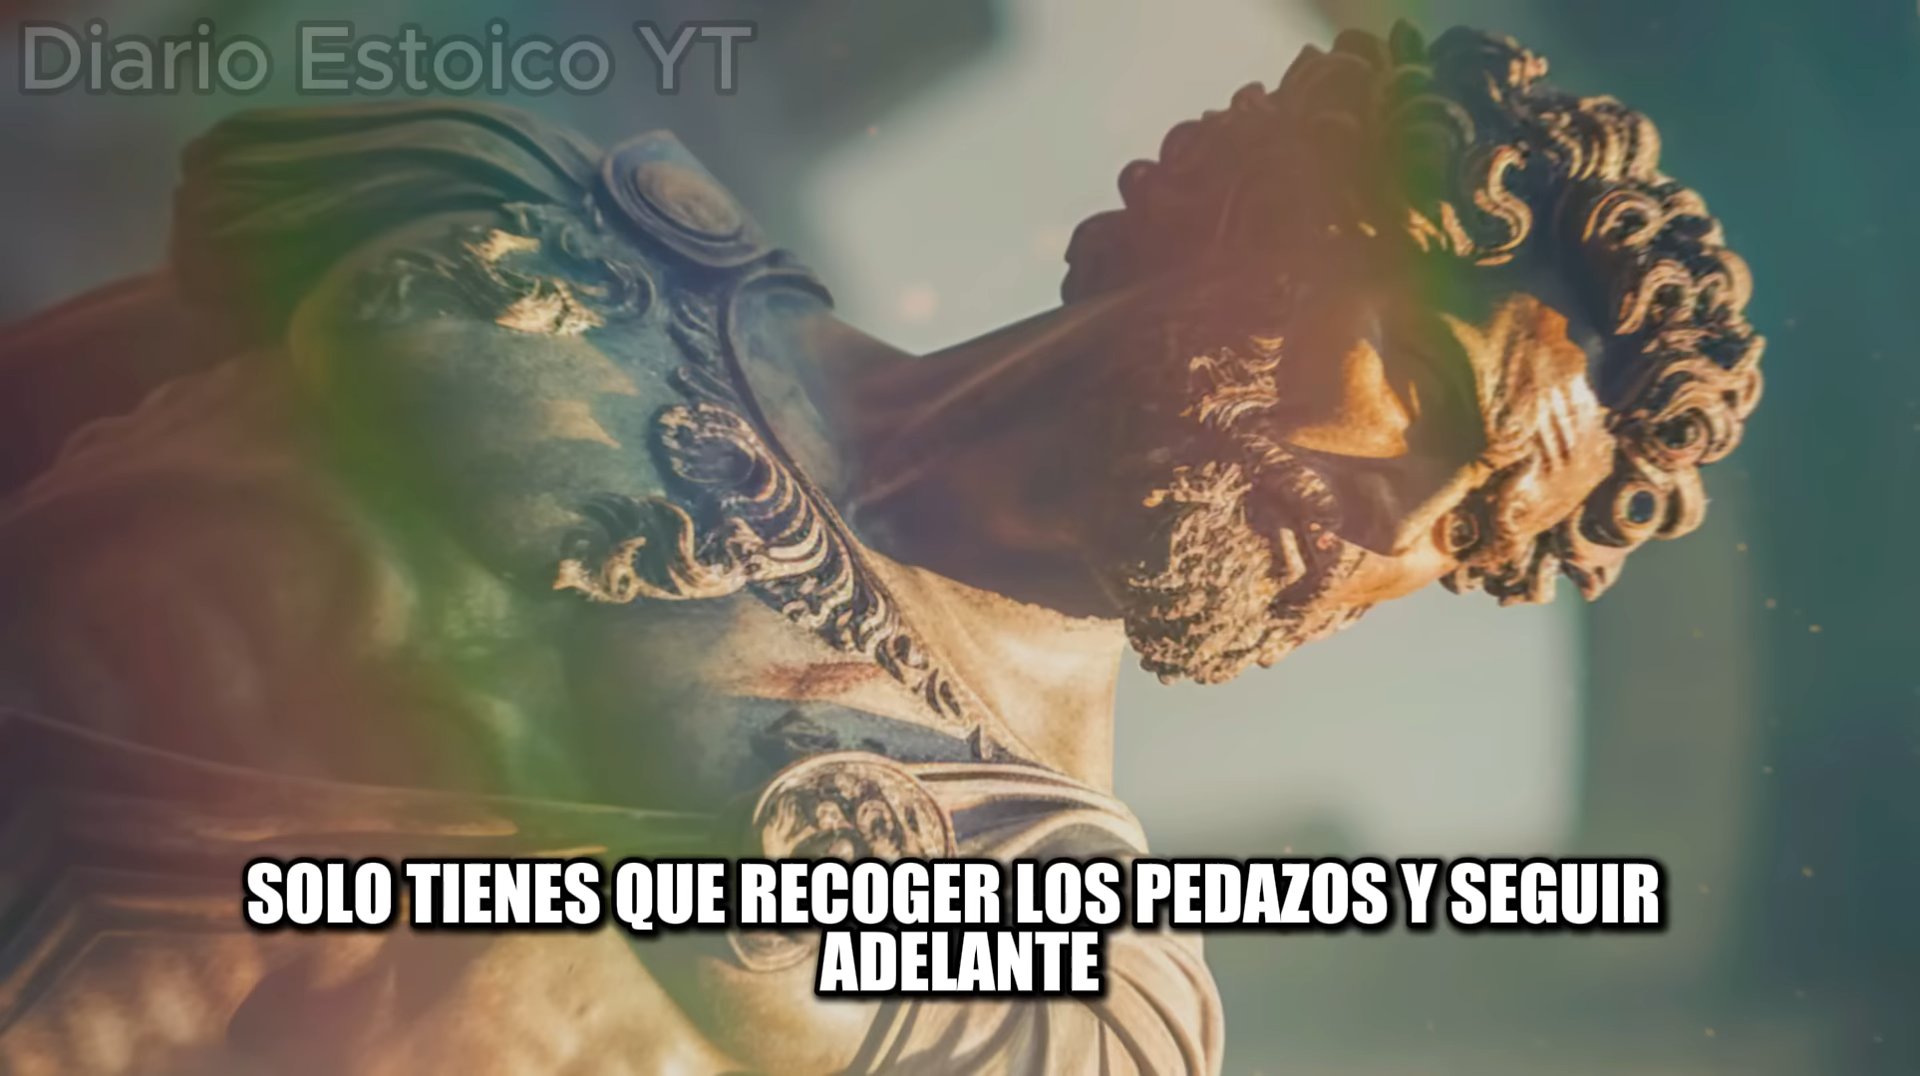 Diario Estoico YT
SOLO TIENES QUE RECOGER LOS PEDAZOS Y SEGUIR
ADELANTE